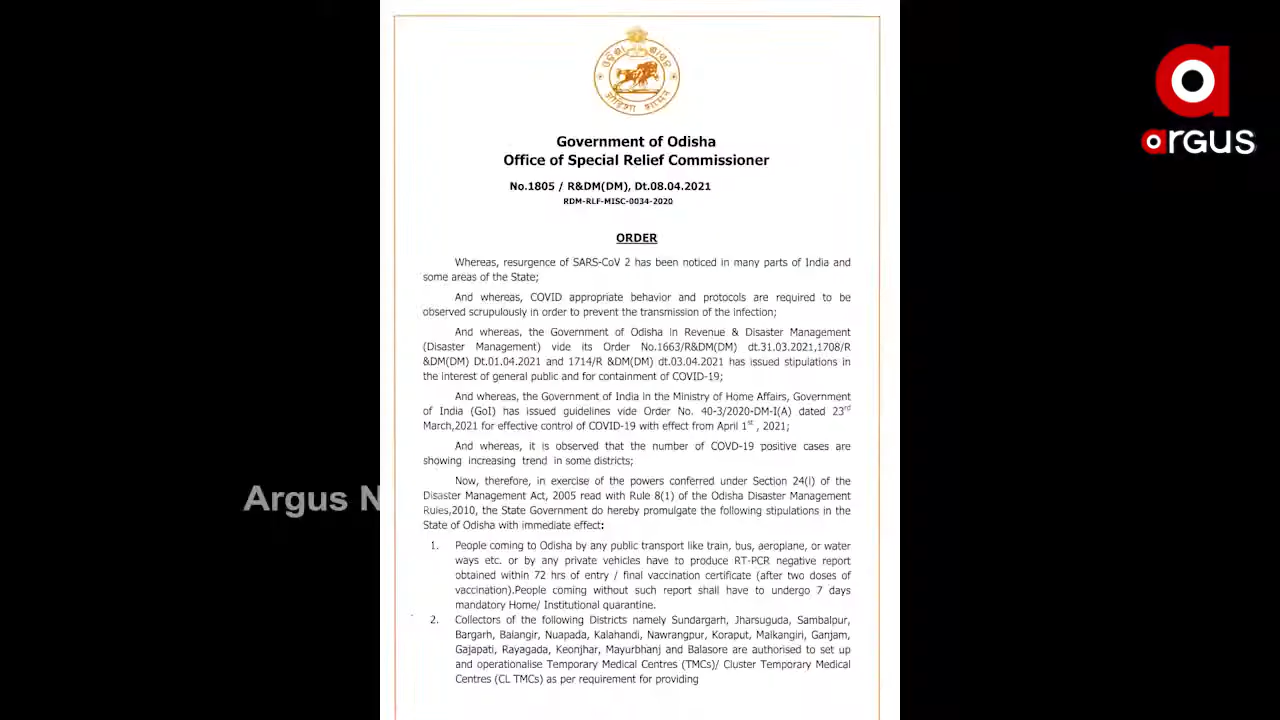 argus
Government of Odisha
Office of Special Relief Commissioner
No.1805 / R&DM(DM), Dt.08.04.2021
RDM-RLF-MISC-0034-2020
ORDER
Whereas, resurgence of SARS-CoV 2 has been noticed in many parts of India and
some areas of the State;
And whereas, COVID appropriate behavior and protocols are required to be
observed scrupulously in order to prevent the transmission of the infection;
And whereas, the Government of Odisha in Revenue & Disaster Management
(Disaster Management) vide its Order No.1663/R&DM(DM) dt.31.03.2021,1708/R
&DM(DM) Dt.01.04.2021 and 1714/R &DM(DM) dt.03.04.2021 has issued stipulations in
the interest of general public and for containment of COVID-19;
And whereas, the Government of India in the Ministry of Home Affairs, Government
of India (GoI) has issued guidelines vide Order No. 40-3/2020-DM-I(A) dated 23rd
March,2021 for effective control of COVID-19 with effect from April 1st , 2021;
And whereas, it is observed that the number of COVD-19 positive cases are
showing increasing trend in some districts;
Now, therefore, in exercise of the powers conferred under Section 24(i) of the
Disaster Management Act, 2005 read with Rule 8(1) of the Odisha Disaster Management
Rules,2010, the State Government do hereby promulgate the following stipulations in the
State of Odisha with immediate effect:
1. People coming to Odisha by any public transport like train, bus, aeroplane, or water
ways etc. or by any private vehicles have to produce RT-PCR negative report
obtained within 72 hrs of entry / final vaccination certificate (after two doses of
vaccination).People coming without such report shall have to undergo 7 days
mandatory Home/ Institutional quarantine.
2. Collectors of the following Districts namely Sundargarh, Jharsuguda, Sambalpur,
Bargarh, Balangir, Nuapada, Kalahandi, Nawrangpur, Koraput, Malkangiri, Ganjam,
Gajapati, Rayagada, Keonjhar, Mayurbhanj and Balasore are authorised to set up
and operationalise Temporary Medical Centres (TMCs)/ Cluster Temporary Medical
Centres (CL TMCs) as per requirement for providing
Argus N